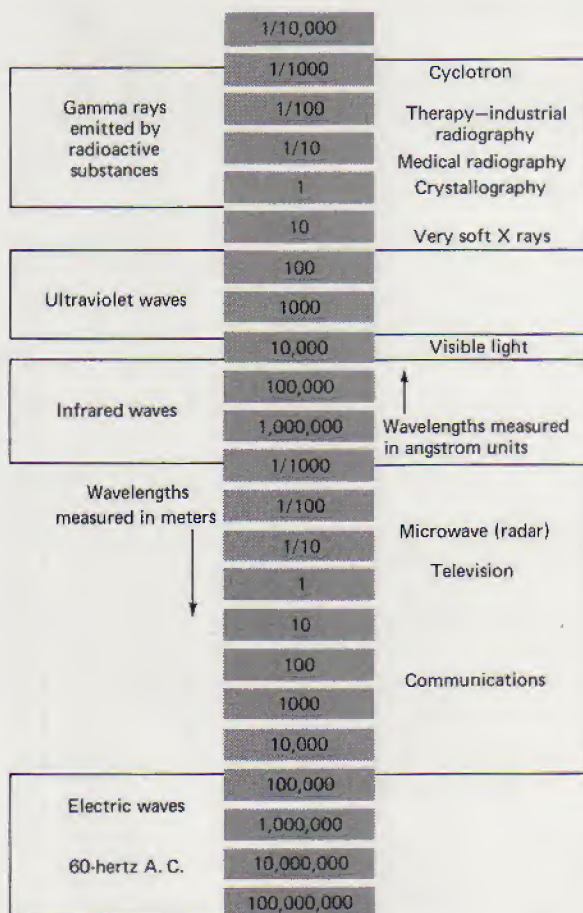 1/10,000
1/1000
1/100
1/10
1
10
100
1000
10,000
100,000
1,000,000
1/1000
1/100
1/10
1
10
100
1000
10,000
100,000
1,000,000
10,000,000
100,000,000
Gamma rays
emitted by
radioactive
substances
Ultraviolet waves
Infrared waves
Wavelengths
measured in meters
Electric waves
60-hertz A. C.
Cyclotron
Therapy—industrial
radiography
Medical radiography
Crystallography
Very soft X rays
Visible light
Wavelengths measured
in angstrom units
Microwave (radar)
Television
Communications